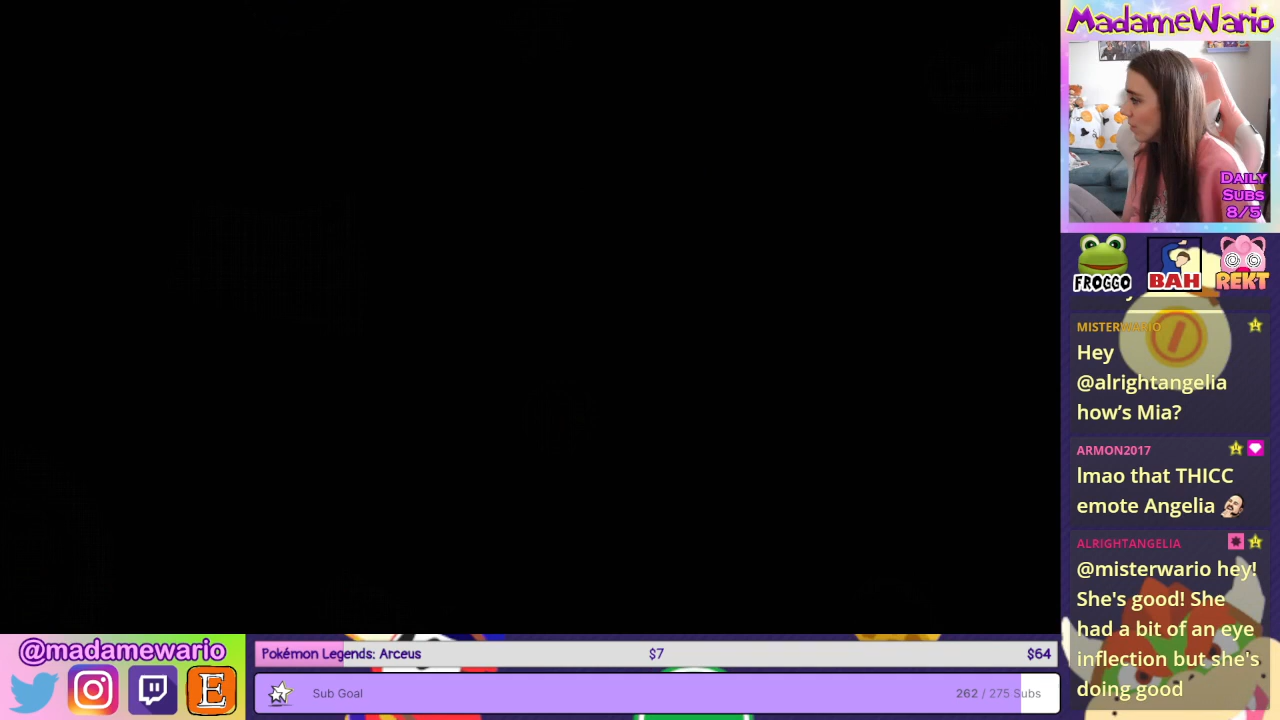 MadameWario
Daily
Subs
8/5
FROGGO
BAH
REKT
MISTERWARIO
Hey
@alrightangelia
how's Mia?
ARMON2017
lmao that THICC
emote Angelia
ALRIGHTANGELIA
@misterwario hey!
She's good! She
had a bit of an eye
inflection but she's
doing good
@madamewario
E
Pokémon Legends: Arceus $7 $64
Sub Goal 262 / 275 Subs